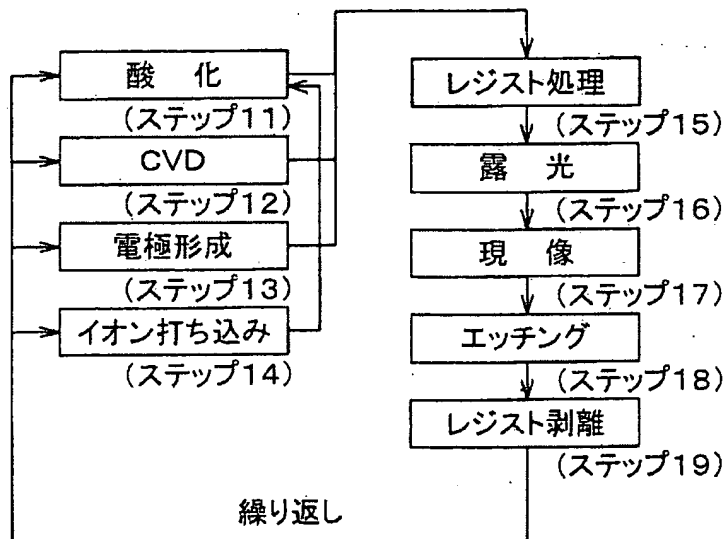 酸 化
(ステップ11)
CVD
(ステップ12)
電極形成
(ステップ13)
イオン打ち込み
(ステップ14)
レジスト処理
(ステップ15)
露 光
(ステップ16)
現 像
(ステップ17)
エッチング
(ステップ18)
レジスト剥離
(ステップ19)
繰り返し